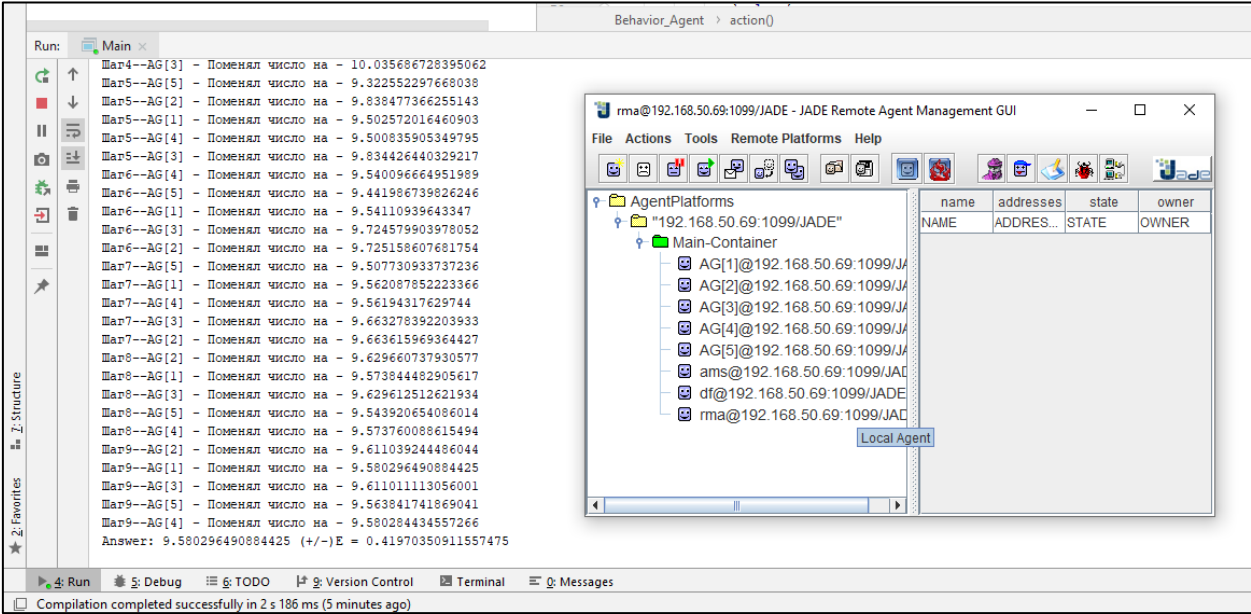 Behavior_Agent > action()
Run: Main ×
Шаг4--AG[3] - Поменял число на - 10.035686728395062
Шаг5--AG[5] - Поменял число на - 9.322552297668038
Шаг5--AG[2] - Поменял число на - 9.838477366255143
Шаг5--AG[1] - Поменял число на - 9.502572016460903
Шаг5--AG[4] - Поменял число на - 9.500835905349795
Шаг5--AG[3] - Поменял число на - 9.834426440329217
Шаг6--AG[4] - Поменял число на - 9.540096664951989
Шаг6--AG[5] - Поменял число на - 9.441986739826246
Шаг6--AG[1] - Поменял число на - 9.54110939643347
Шаг6--AG[3] - Поменял число на - 9.724579903978052
Шаг6--AG[2] - Поменял число на - 9.725158607681754
Шаг7--AG[5] - Поменял число на - 9.507730933737236
Шаг7--AG[1] - Поменял число на - 9.562087852223366
Шаг7--AG[4] - Поменял число на - 9.56194317629744
Шаг7--AG[3] - Поменял число на - 9.663278392203933
Шаг7--AG[2] - Поменял число на - 9.663615969364427
Шаг8--AG[2] - Поменял число на - 9.629660737930577
Шаг8--AG[1] - Поменял число на - 9.573844482905617
Шаг8--AG[3] - Поменял число на - 9.629612512621934
Шаг8--AG[5] - Поменял число на - 9.543920654086014
Шаг8--AG[4] - Поменял число на - 9.573760088615494
Шаг9--AG[2] - Поменял число на - 9.611039244486044
Шаг9--AG[1] - Поменял число на - 9.580296490884425
Шаг9--AG[3] - Поменял число на - 9.611011113056001
Шаг9--AG[5] - Поменял число на - 9.563841741869041
Шаг9--AG[4] - Поменял число на - 9.580284434557266
Answer: 9.580296490884425 (+/-)E = 0.41970350911557475
rma@192.168.50.69:1099/JADE - JADE Remote Agent Management GUI
File Actions Tools Remote Platforms Help
Jade
AgentPlatforms
"192.168.50.69:1099/JADE"
Main-Container
AG[1]@192.168.50.69:1099/JA
AG[2]@192.168.50.69:1099/JA
AG[3]@192.168.50.69:1099/JA
AG[4]@192.168.50.69:1099/JA
AG[5]@192.168.50.69:1099/JA
ams@192.168.50.69:1099/JAD
df@192.168.50.69:1099/JADE
rma@192.168.50.69:1099/JAD
Local Agent
name addresses state owner
NAME ADDRES... STATE OWNER
7: Structure
2: Favorites
4: Run 5: Debug 6: TODO 9: Version Control Terminal 0: Messages
Compilation completed successfully in 2 s 186 ms (5 minutes ago)